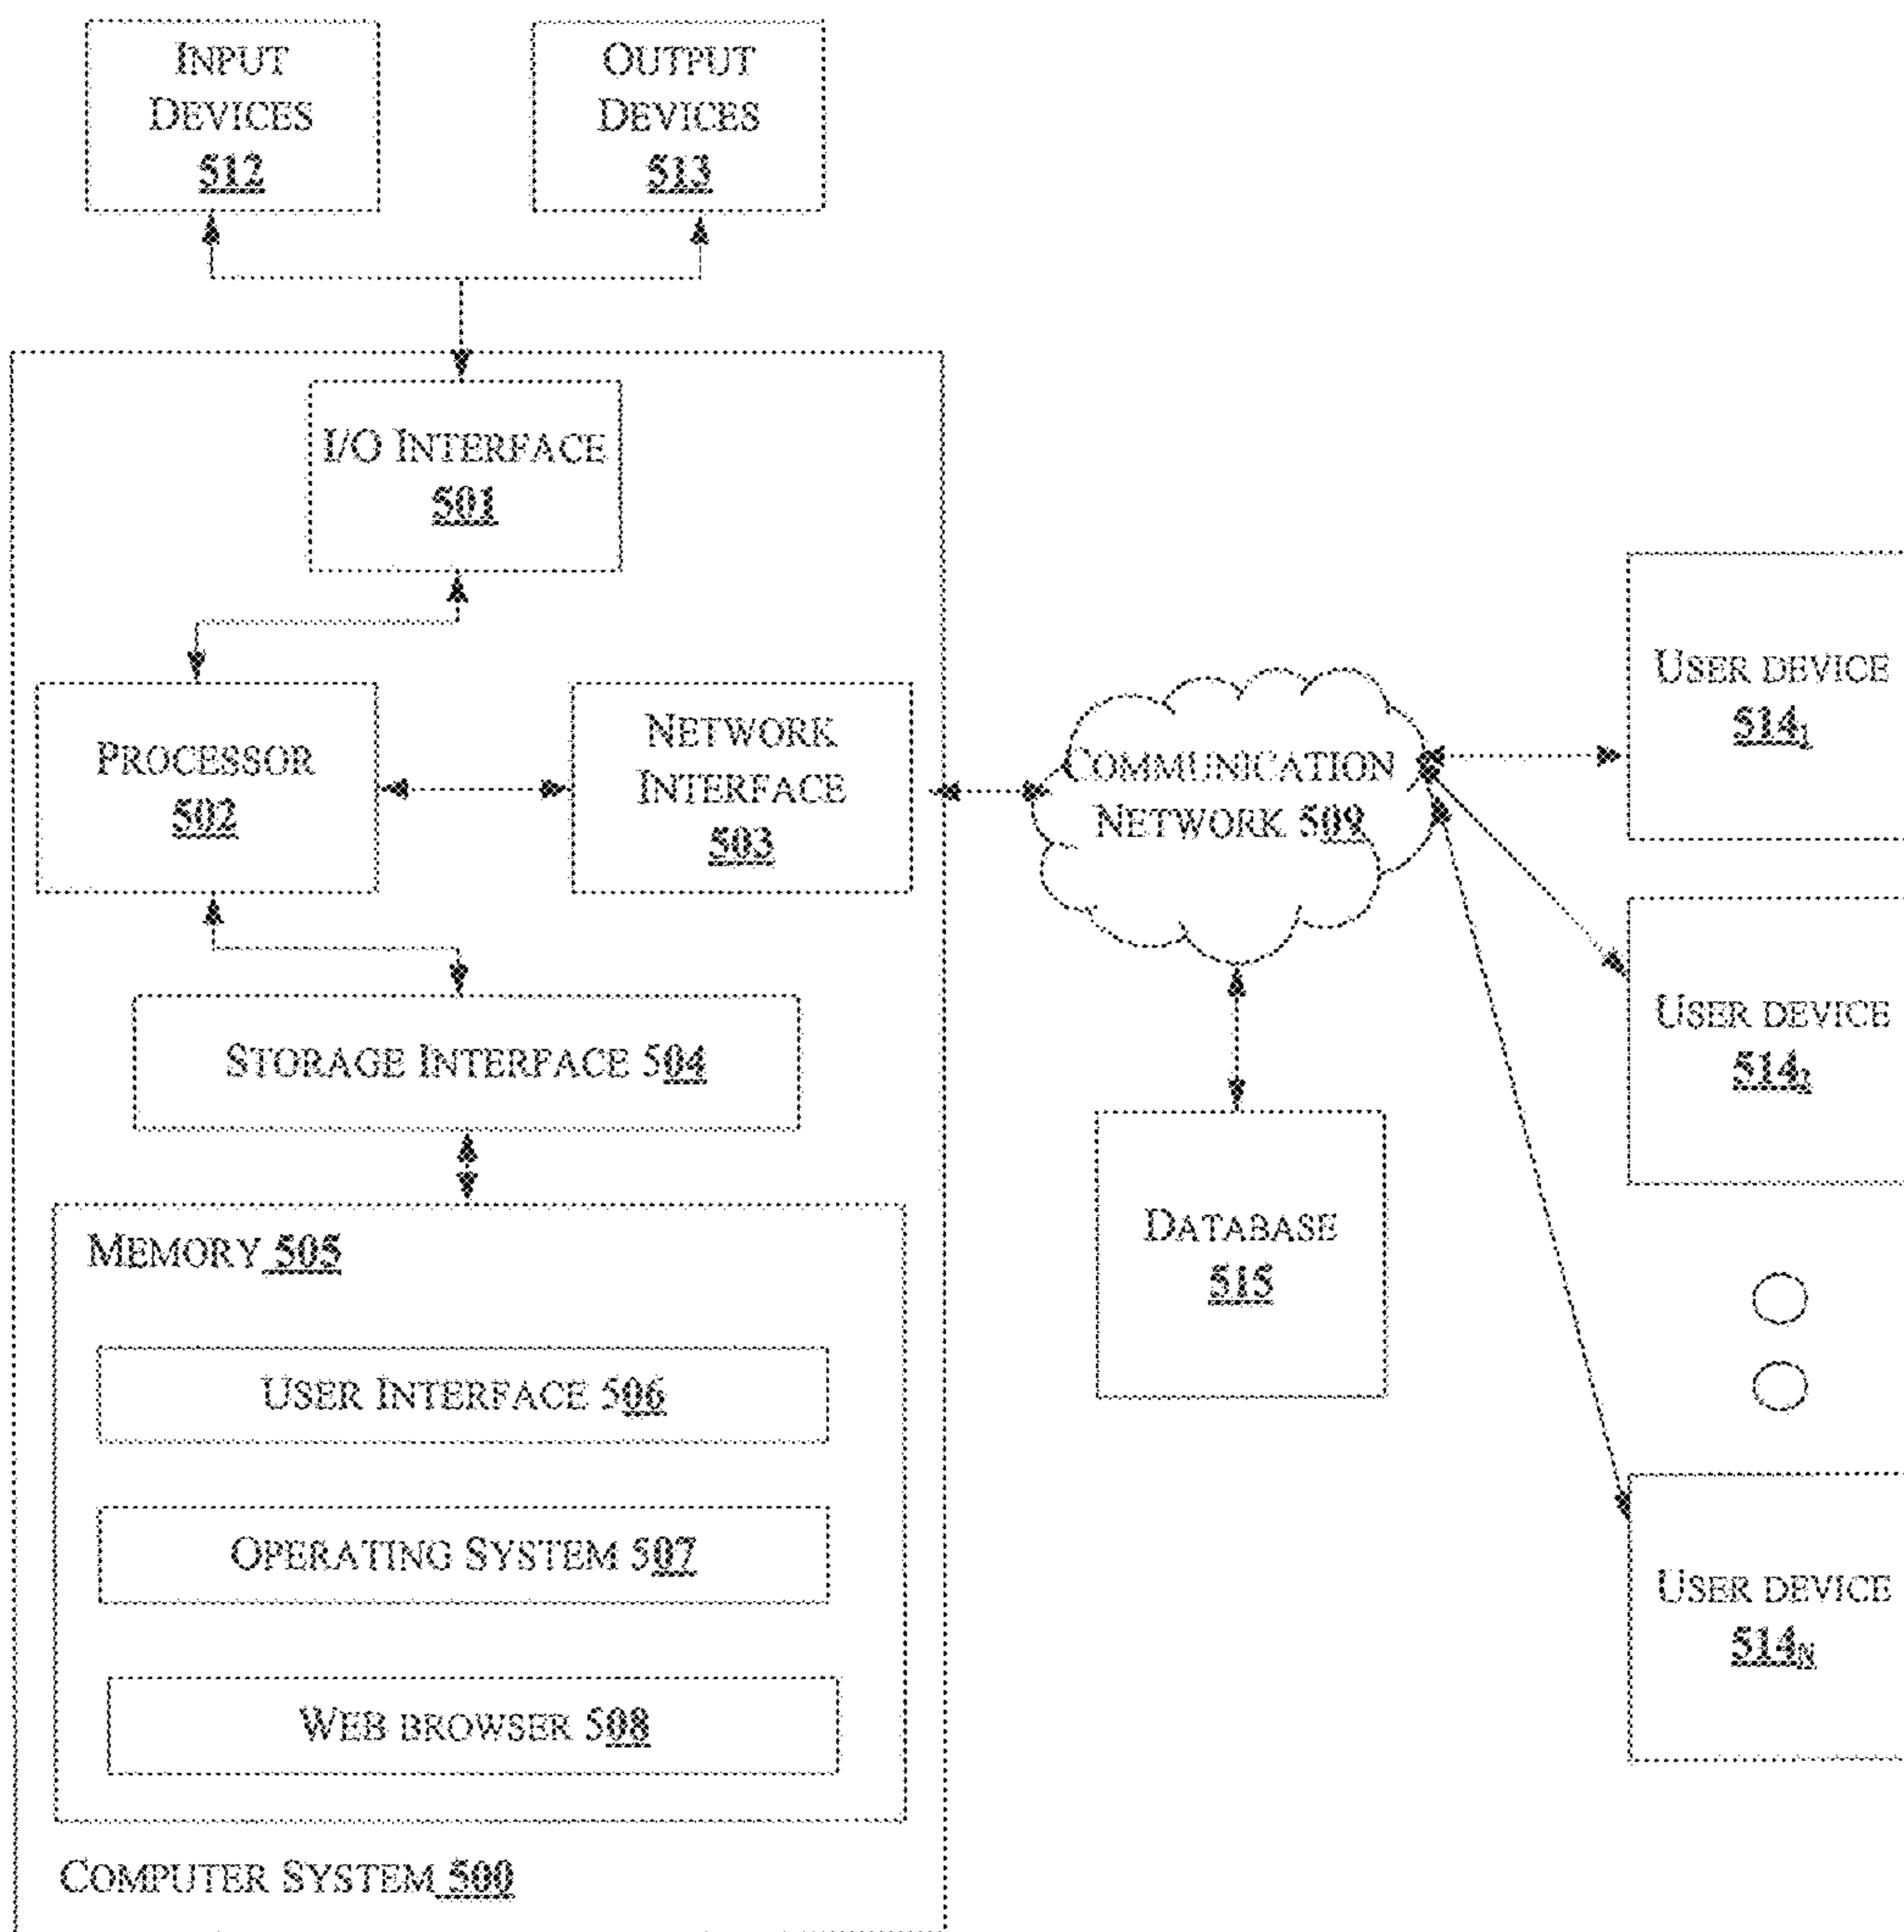 INPUT
DEVICES
512
OUTPUT
DEVICES
513
I/O INTERFACE
501
PROCESSOR
502
NETWORK
INTERFACE
503
STORAGE INTERFACE 504
MEMORY 505
USER INTERFACE 506
OPERATING SYSTEM 507
WEB BROWSER 508
COMPUTER SYSTEM 500
COMMUNICATION
NETWORK 509
DATABASE
515
USER DEVICE
514₁
USER DEVICE
514₂
USER DEVICE
514N